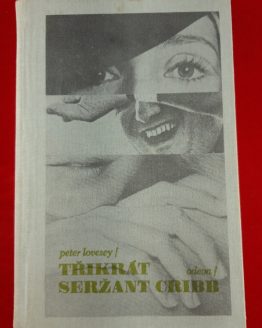 peter lovesey /
TŘIKRÁT odeon /
SERŽANT CRIBB